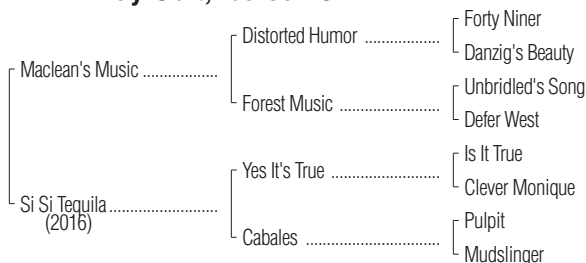 Forty Niner
Distorted Humor ..................
Danzig's Beauty
Maclean's Music ..................
Unbridled's Song
Forest Music ........................
Defer West
Is It True
Yes It's True ........................
Clever Monique
Si Si Tequila ..........................
(2016)
Pulpit
Cabales ................................
Mudslinger